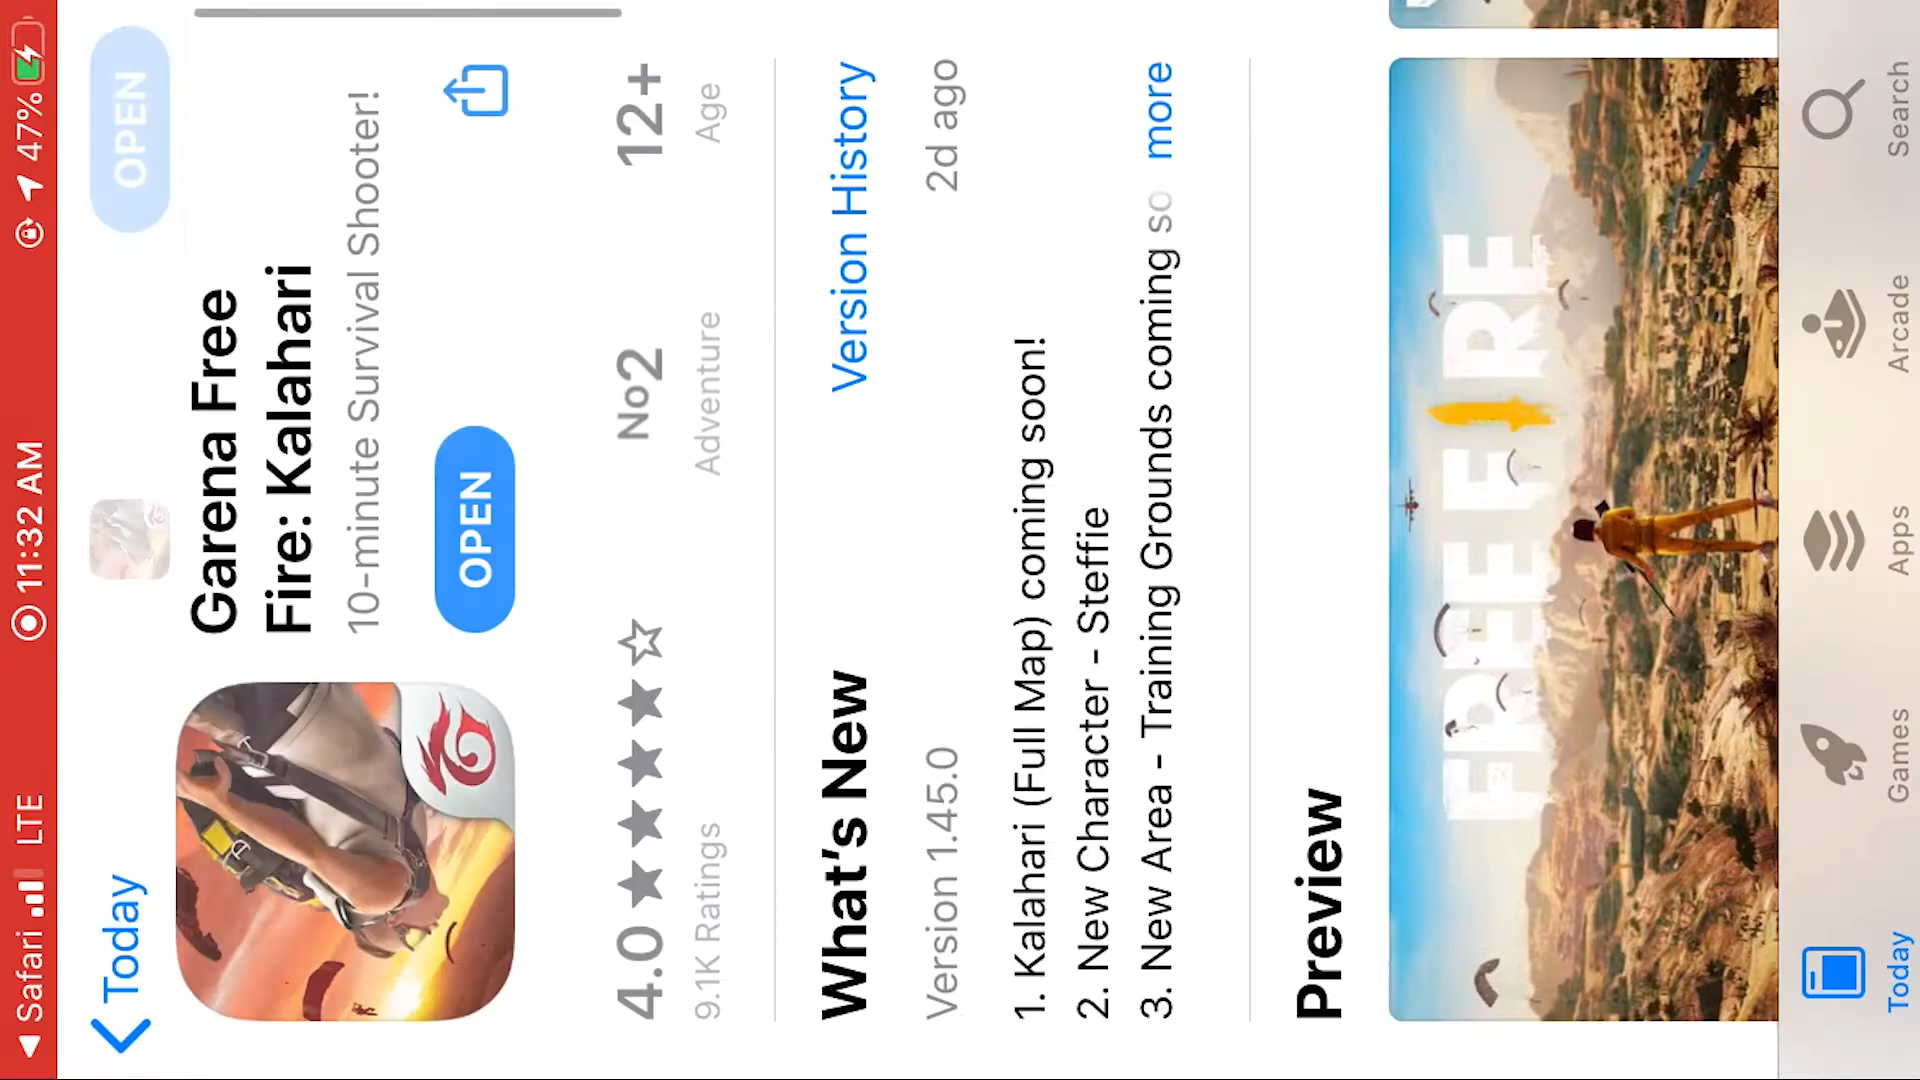 Safari LTE 11:32 AM 47%
Today OPEN
Garena Free
Fire: Kalahari
10-minute Survival Shooter!
OPEN
4.0 No2 12+
9.1K Ratings Adventure Age
What's New Version History
Version 1.45.0 2d ago
1. Kalahari (Full Map) coming soon!
2. New Character - Steffie
3. New Area - Training Grounds coming so more
Preview
FREE FIRE
Today Games Apps Arcade Search